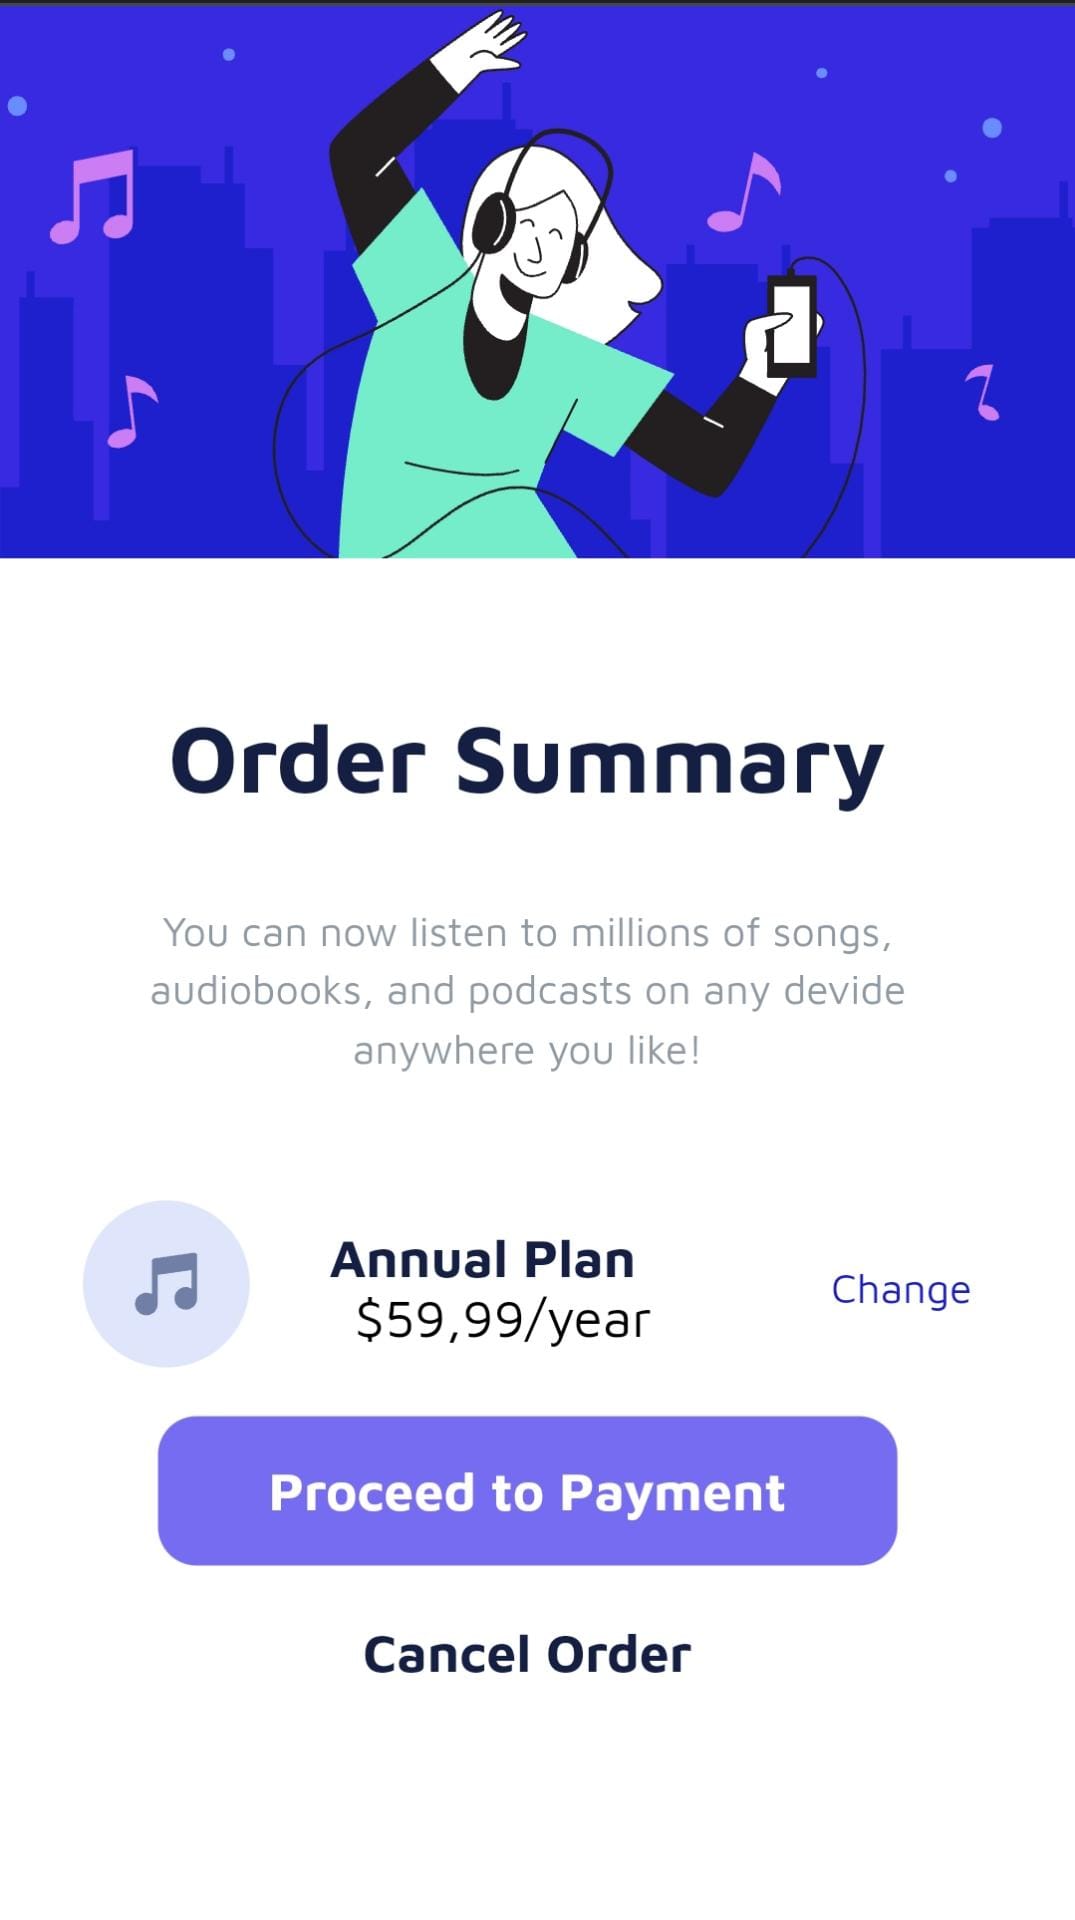 Order Summary
You can now listen to millions of songs,
audiobooks, and podcasts on any devide
anywhere you like!
Annual Plan
$59,99/year
Change
Proceed to Payment
Cancel Order